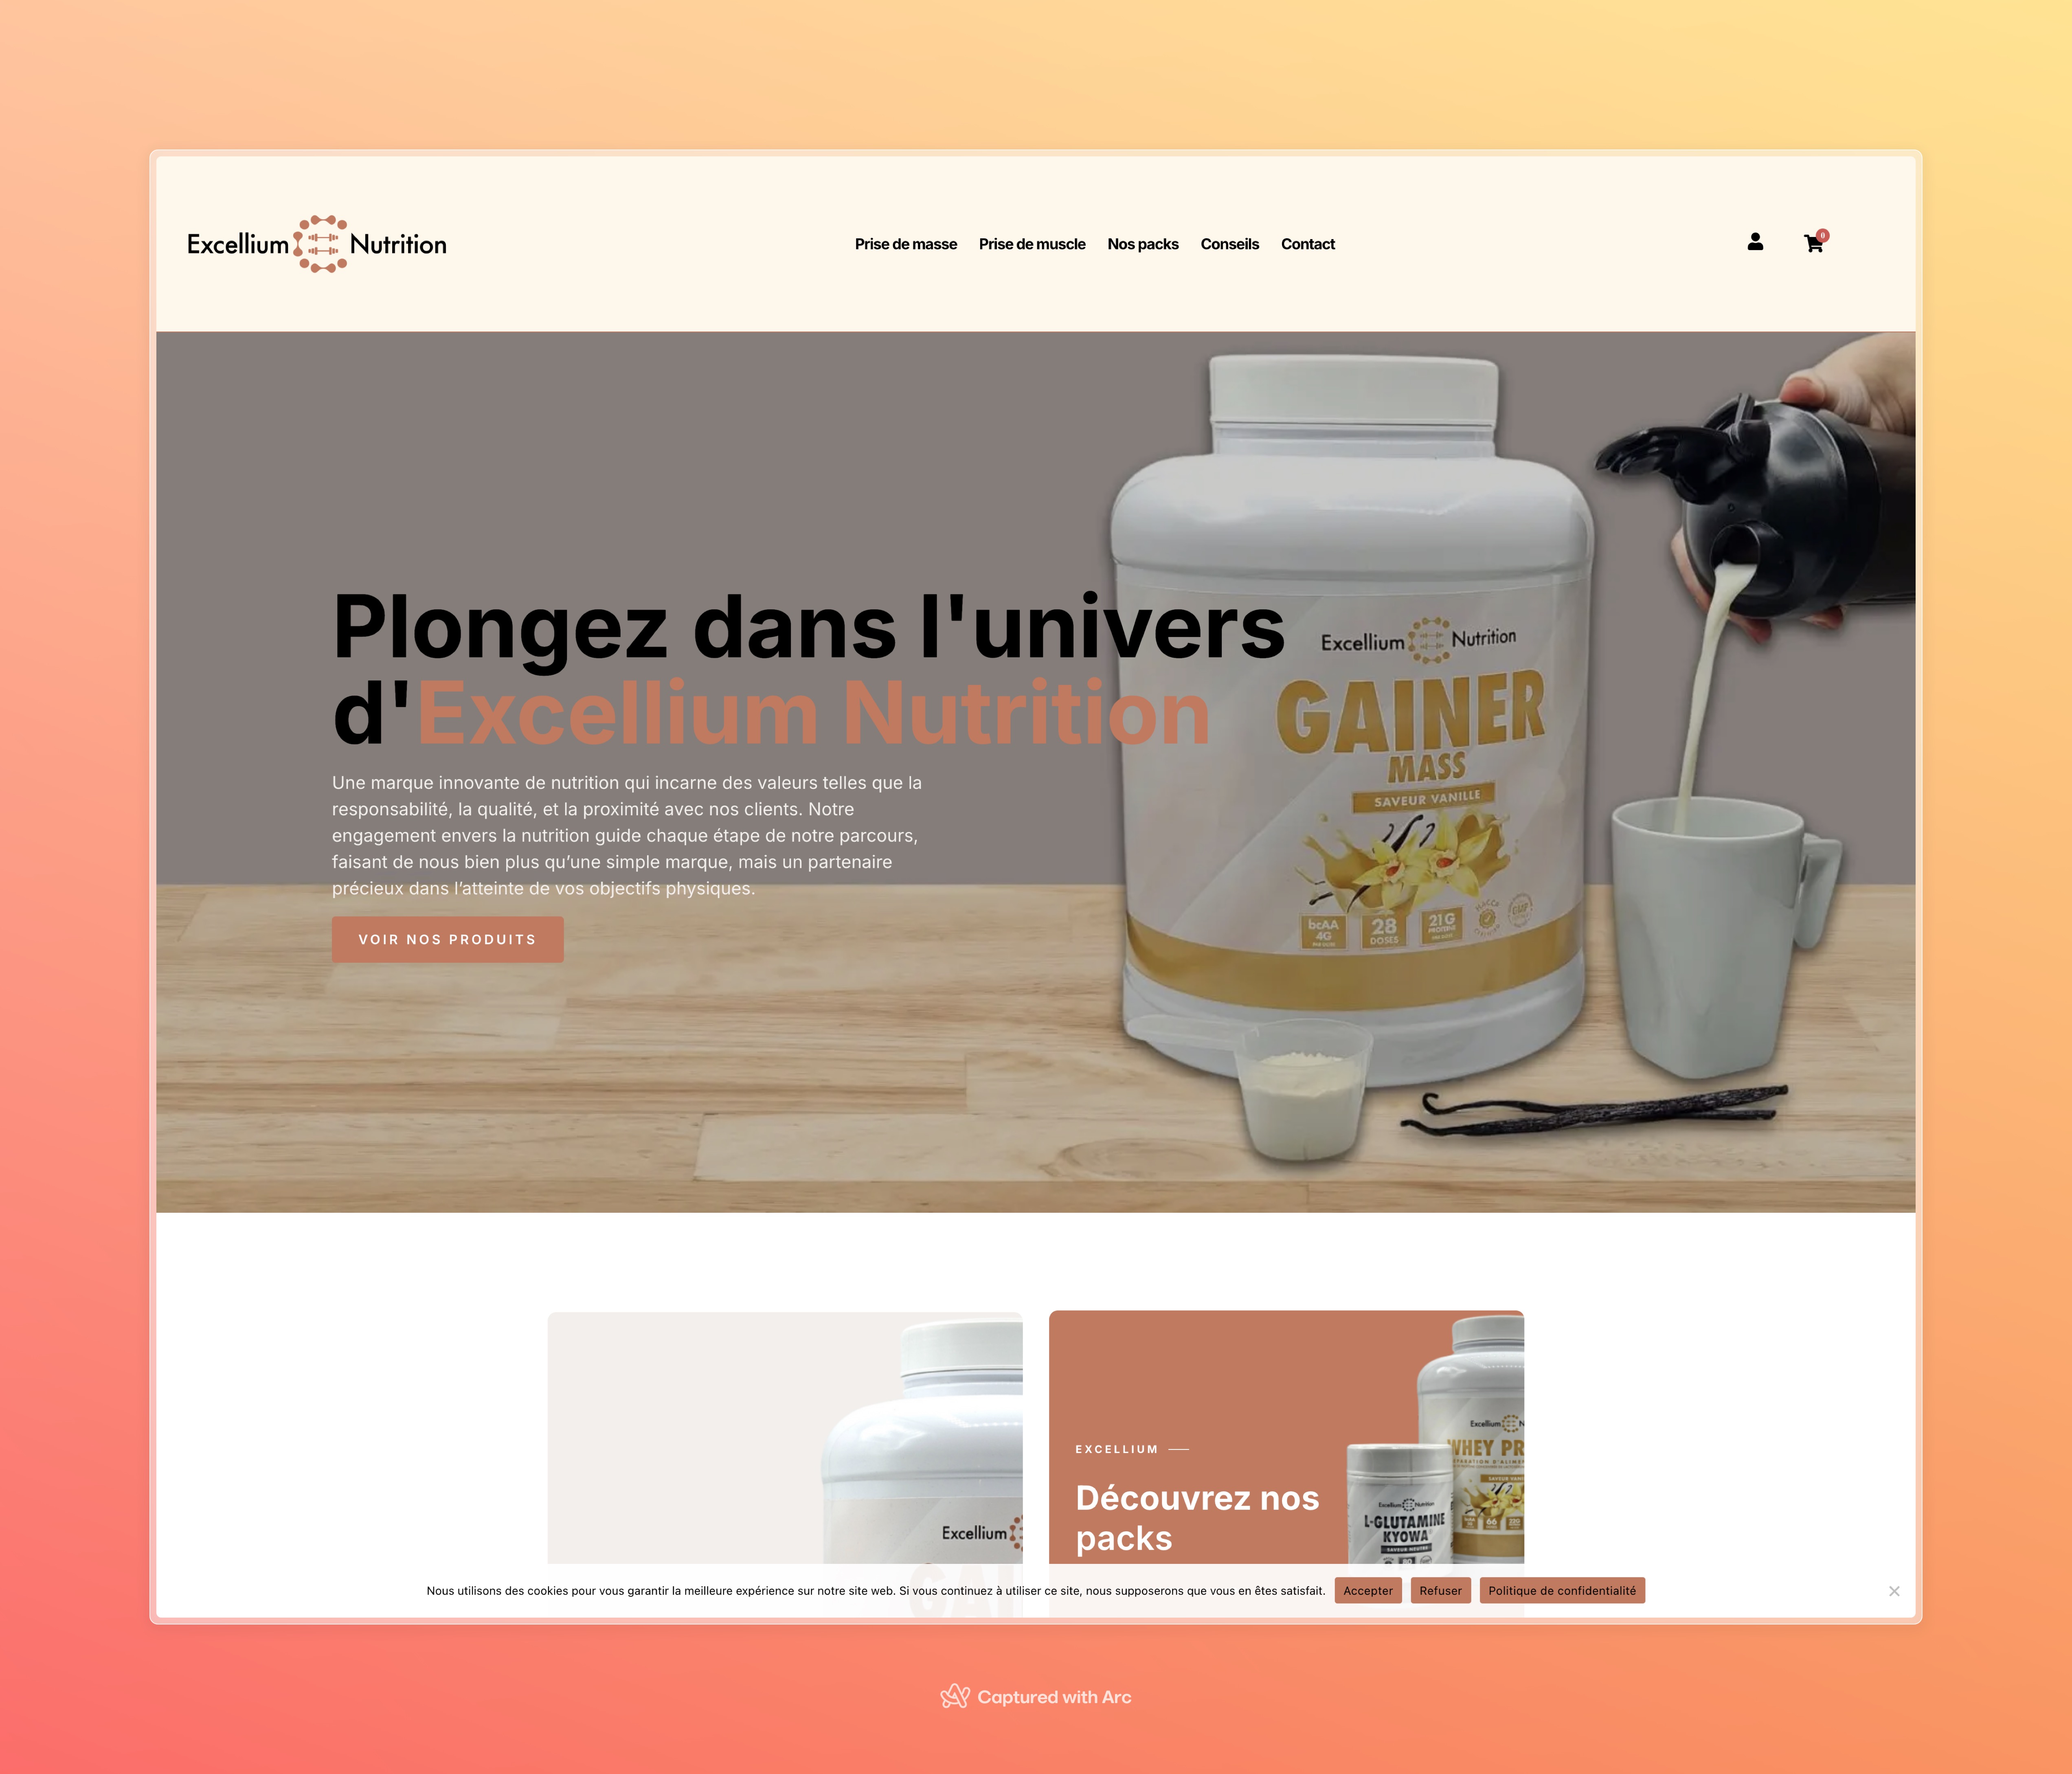 Excellium Nutrition
Prise de masse Prise de muscle Nos packs Conseils Contact
0
Plongez dans l'univers
d'Excellium Nutrition
Une marque innovante de nutrition qui incarne des valeurs telles que la
responsabilité, la qualité, et la proximité avec nos clients. Notre
engagement envers la nutrition guide chaque étape de notre parcours,
faisant de nous bien plus qu’une simple marque, mais un partenaire
précieux dans l’atteinte de vos objectifs physiques.
VOIR NOS PRODUITS
Excellium Nutrition
GAINER
MASS
SAVEUR VANILLE
bcAA
4G
28
DOSES
21G
Excellium
GAI
EXCELLIUM
Découvrez nos
packs
Excellium N
WHEY PR
Excellium Nutrition
L-GLUTAMINE
KYOWA
66
Nous utilisons des cookies pour vous garantir la meilleure expérience sur notre site web. Si vous continuez à utiliser ce site, nous supposerons que vous en êtes satisfait. Accepter Refuser Politique de confidentialité
Captured with Arc